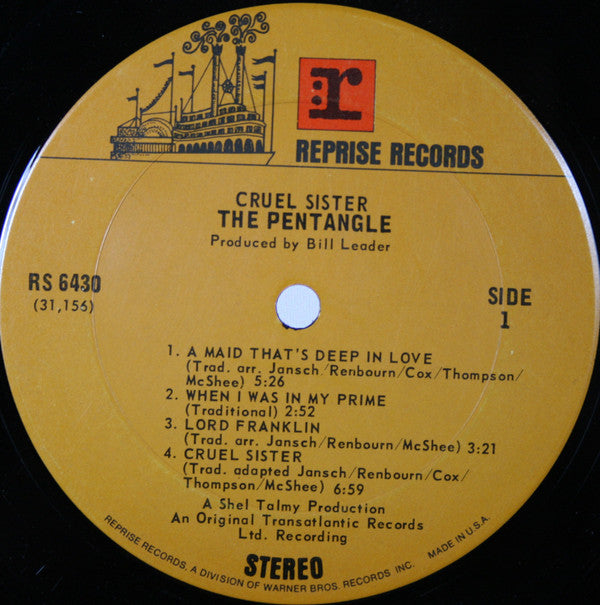 r
REPRISE RECORDS
CRUEL SISTER
THE PENTANGLE
Produced by Bill Leader
RS 6430
(31,156)
SIDE
1
1. A MAID THAT'S DEEP IN LOVE
(Trad. arr. Jansch/Renbourn/Cox/Thompson/
McShee) 5:26
2. WHEN I WAS IN MY PRIME
(Traditional) 2:52
3. LORD FRANKLIN
(Trad. arr. Jansch/Renbourn/McShee) 3:21
4. CRUEL SISTER
(Trad. adapted Jansch/Renbourn/Cox/
Thompson/McShee) 6:59
A Shel Talmy Production
An Original Transatlantic Records
Ltd. Recording
STEREO
REPRISE RECORDS, A DIVISION OF WARNER BROS. RECORDS INC. MADE IN U.S.A.